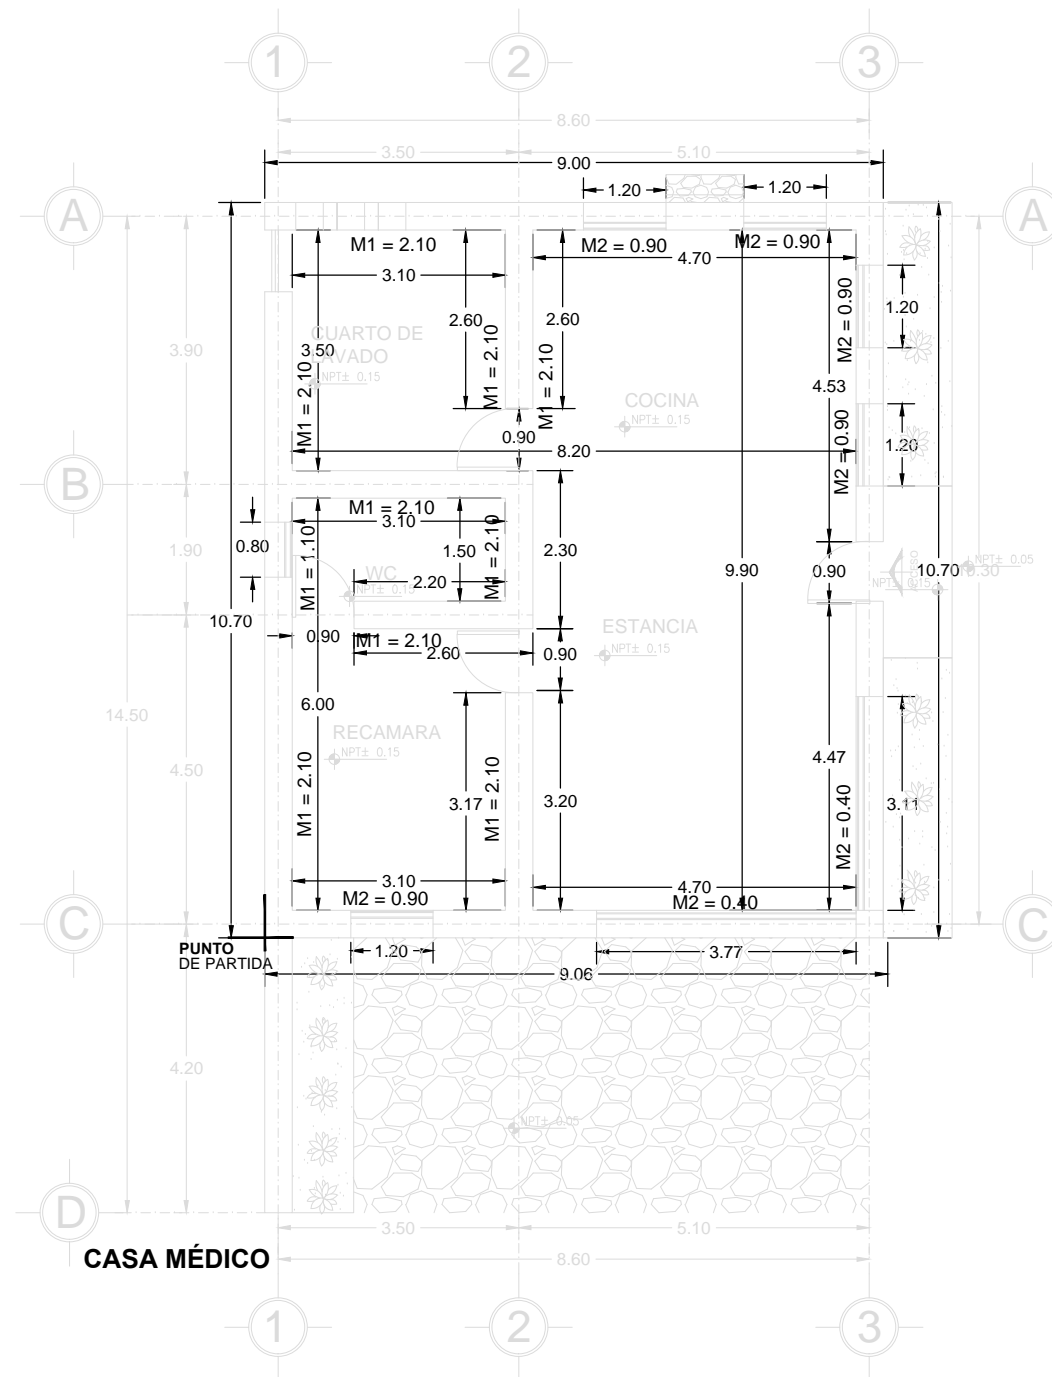 1
2
3
8.60
3.50
5.10
9.00
1.20
1.20
A
A
M1 = 2.10
M2 = 0.90
M2 = 0.90
3.10
4.70
M2 = 0.90
1.20
2.60
2.60
CUARTO DE
LAVADO
3.90
3.50
NPT± 0.15
M1 = 2.10
M1 = 2.10
M1 = 2.10
4.53
COCINA
NPT± 0.15
0.90
8.20
M2 = 0.90
1.20
B
M1 = 2.10
3.10
M1 = 1.10
M1 = 2.10
0.80
1.90
1.50
2.30
WC
NPT± 0.15
2.20
9.90
0.90
ACCESO
NPT± 0.15
10.70
10.30
NPT± 0.05
10.70
0.90
M1 = 2.10
2.60
0.90
ESTANCIA
NPT± 0.15
6.00
14.50
RECAMARA
NPT± 0.15
4.50
M1 = 2.10
3.17
M1 = 2.10
3.20
4.47
M2 = 0.40
3.11
3.10
M2 = 0.90
4.70
M2 = 0.40
C
C
PUNTO
DE PARTIDA
1.20
3.77
9.06
4.20
NPT± 0.05
D
3.50
5.10
CASA MÉDICO
8.60
1
2
3